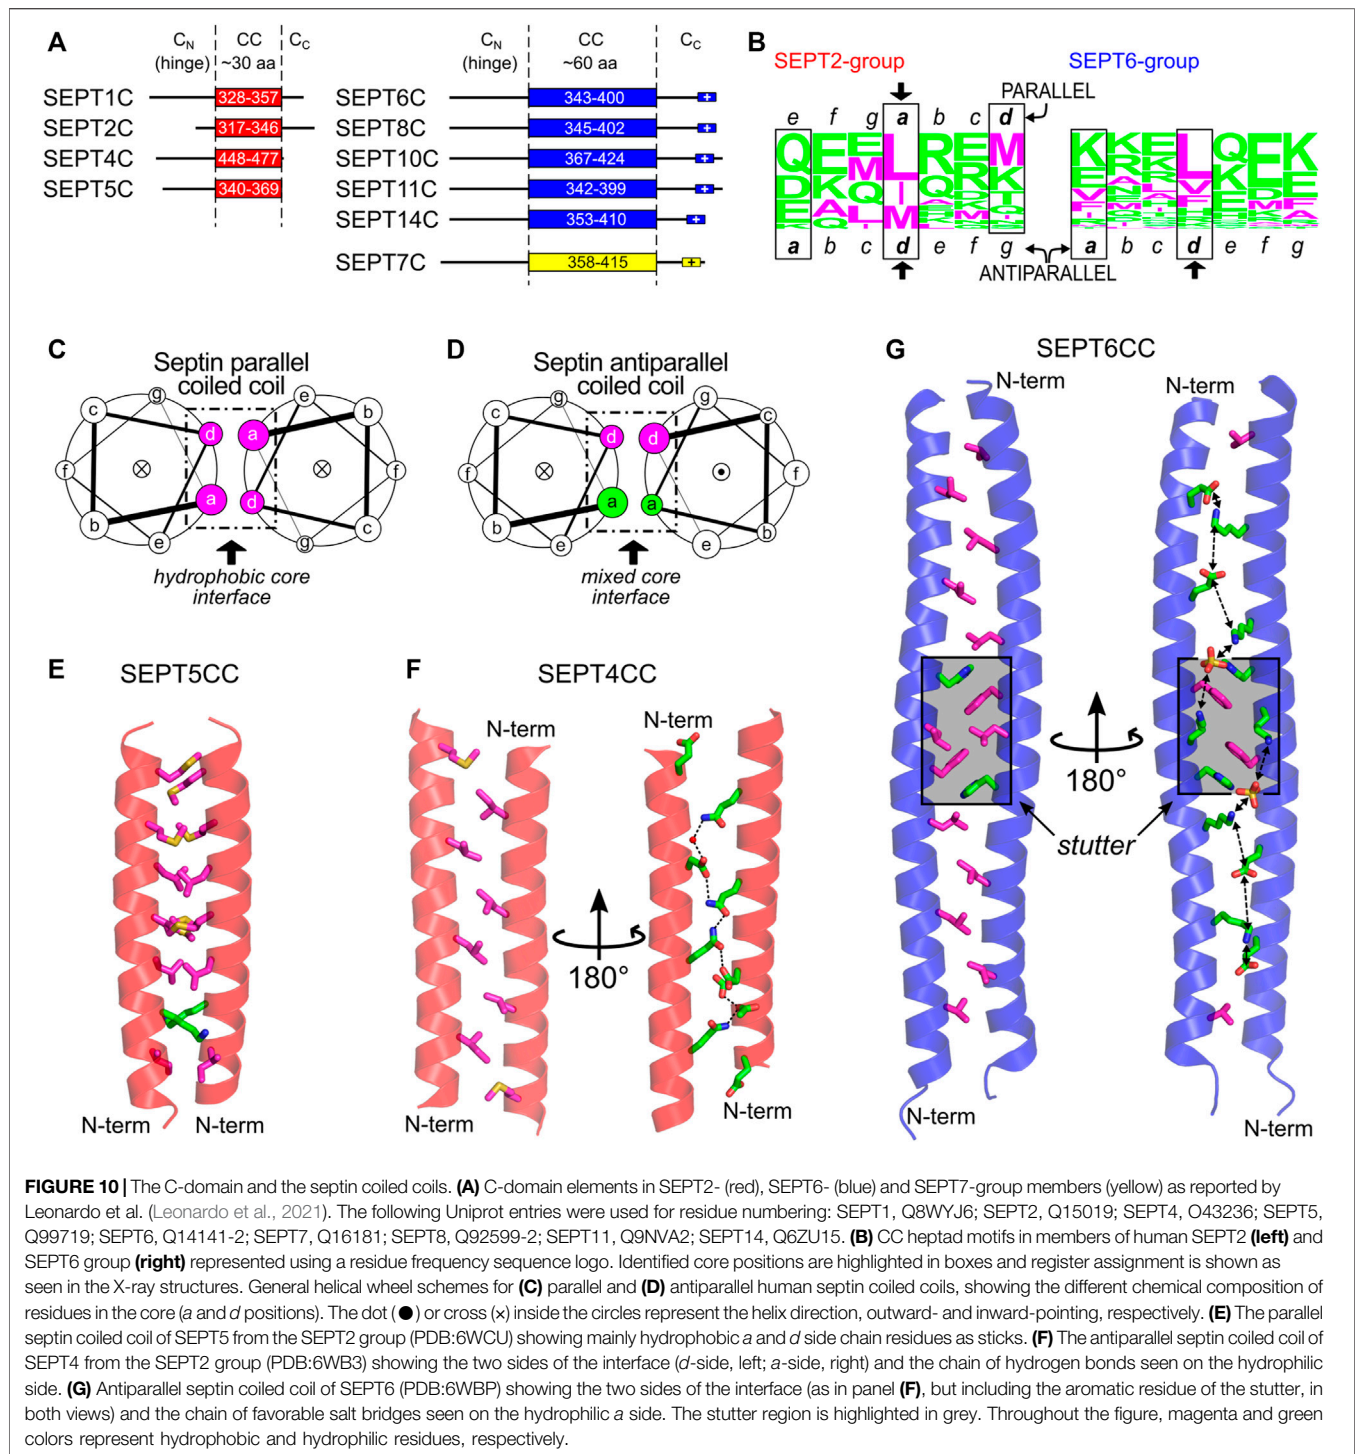 A
C_N
(hinge)
CC
~30 aa
C_C
SEPT1C 328-357
SEPT2C 317-346
SEPT4C 448-477
SEPT5C 340-369
C_N
(hinge)
CC
~60 aa
C_C
SEPT6C 343-400 +
SEPT8C 345-402 +
SEPT10C 367-424 +
SEPT11C 342-399 +
SEPT14C 353-410 +
SEPT7C 358-415 +
B
SEPT2-group SEPT6-group
PARALLEL
e f g a b c d
a b c d e f g
a b c d e f g
ANTIPARALLEL
C
Septin parallel
coiled coil
g e
c d a b
f f
b a d c
e g
hydrophobic core
interface
D
Septin antiparallel
coiled coil
g g
c d d c
f f
b a a b
e e
mixed core
interface
E
SEPT5CC
N-term N-term
F
SEPT4CC
N-term
N-term
180°
N-term
N-term
G
SEPT6CC
N-term
N-term
180°
stutter
N-term
N-term
FIGURE 10 | The C-domain and the septin coiled coils. (A) C-domain elements in SEPT2- (red), SEPT6- (blue) and SEPT7-group members (yellow) as reported by
Leonardo et al. (Leonardo et al., 2021). The following Uniprot entries were used for residue numbering: SEPT1, Q8WYJ6; SEPT2, Q15019; SEPT4, O43236; SEPT5,
Q99719; SEPT6, Q14141-2; SEPT7, Q16181; SEPT8, Q92599-2; SEPT11, Q9NVA2; SEPT14, Q6ZU15. (B) CC heptad motifs in members of human SEPT2 (left) and
SEPT6 group (right) represented using a residue frequency sequence logo. Identified core positions are highlighted in boxes and register assignment is shown as
seen in the X-ray structures. General helical wheel schemes for (C) parallel and (D) antiparallel human septin coiled coils, showing the different chemical composition of
residues in the core (a and d positions). The dot (●) or cross (×) inside the circles represent the helix direction, outward- and inward-pointing, respectively. (E) The parallel
septin coiled coil of SEPT5 from the SEPT2 group (PDB:6WCU) showing mainly hydrophobic a and d side chain residues as sticks. (F) The antiparallel septin coiled coil of
SEPT4 from the SEPT2 group (PDB:6WB3) showing the two sides of the interface (d-side, left; a-side, right) and the chain of hydrogen bonds seen on the hydrophilic
side. (G) Antiparallel septin coiled coil of SEPT6 (PDB:6WBP) showing the two sides of the interface (as in panel (F), but including the aromatic residue of the stutter, in
both views) and the chain of favorable salt bridges seen on the hydrophilic a side. The stutter region is highlighted in grey. Throughout the figure, magenta and green
colors represent hydrophobic and hydrophilic residues, respectively.